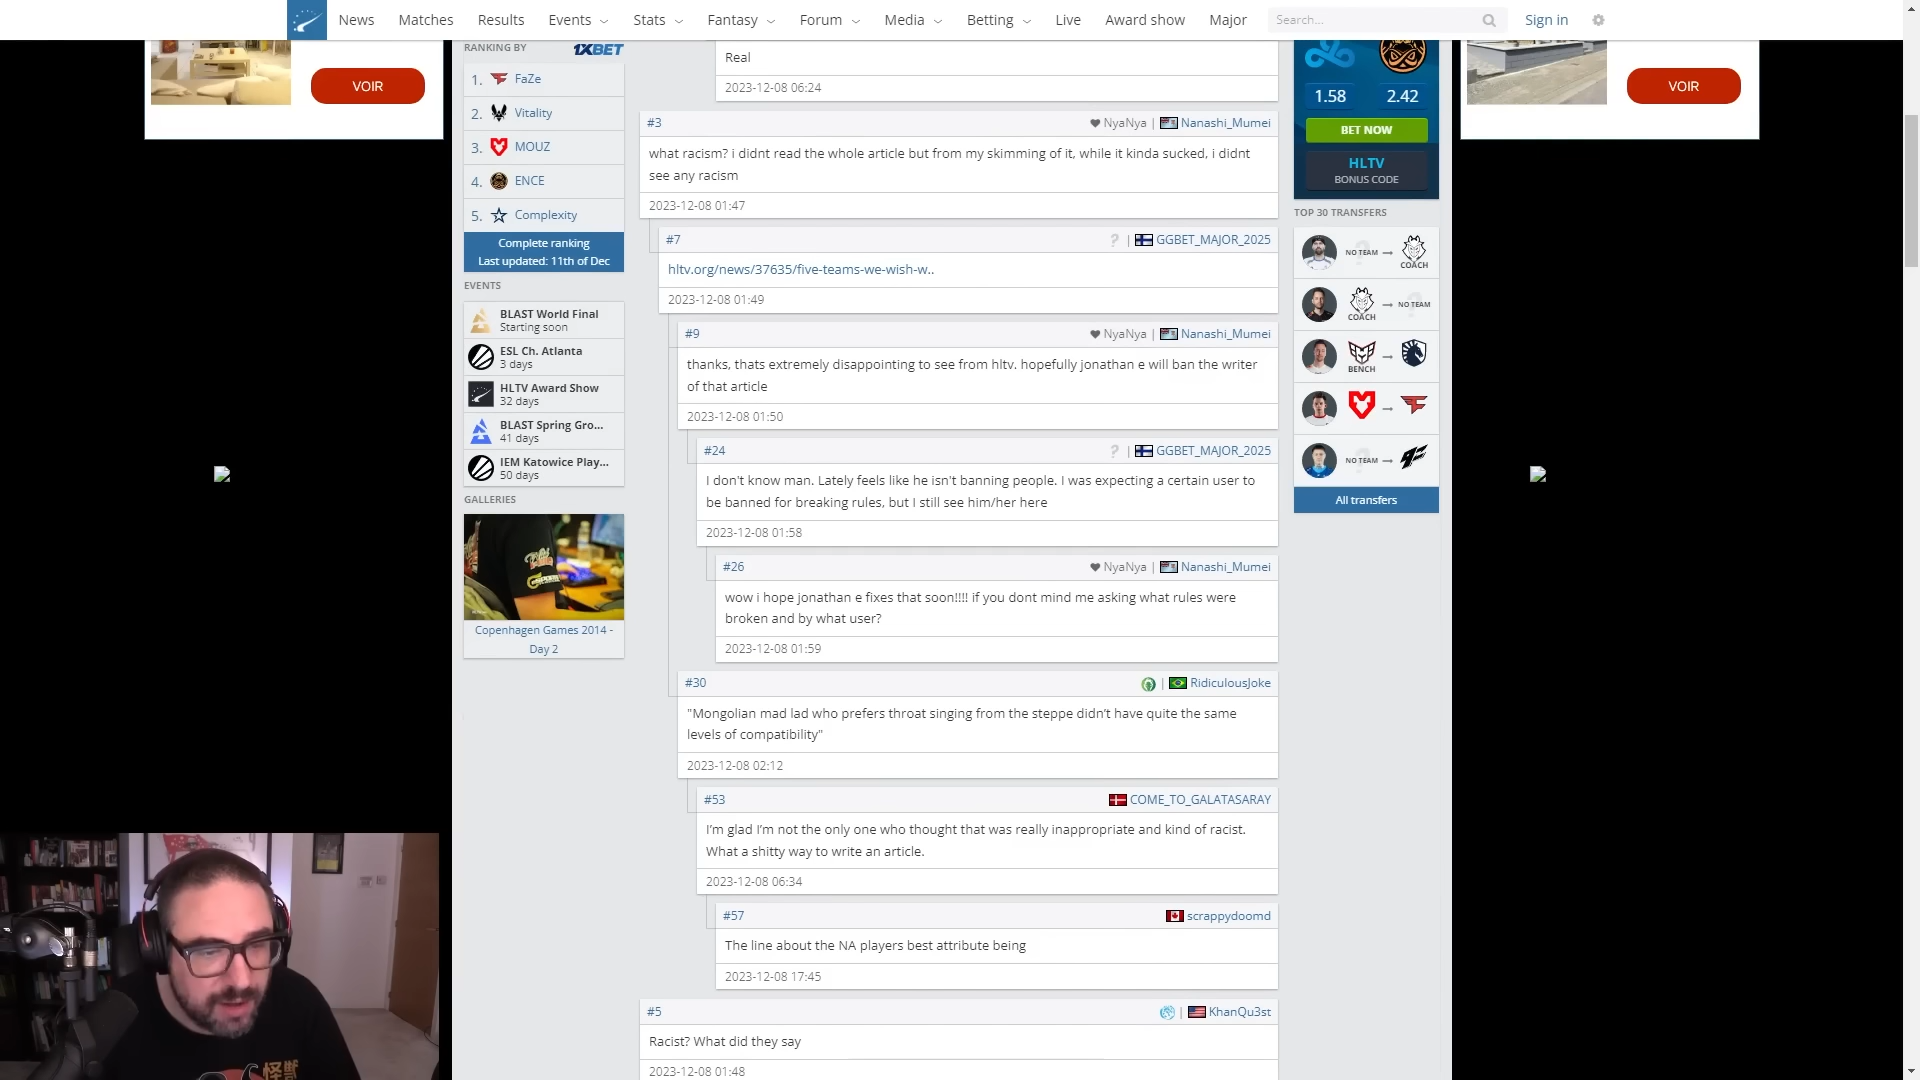 News
Matches
Results
Events
Stats
Fantasy
Forum
Media
Betting
Live
Award show
Major
Search...
Sign in
VOIR
RANKING BY
1XBET
1. FaZe
2. Vitality
3. MOUZ
4. ENCE
5. Complexity
Complete ranking
Last updated: 11th of Dec
EVENTS
BLAST World Final
Starting soon
ESL Ch. Atlanta
3 days
HLTV Award Show
32 days
BLAST Spring Gro...
41 days
IEM Katowice Play...
50 days
GALLERIES
Copenhagen Games 2014 -
Day 2
Real
2023-12-08 06:24
#3
NyaNya | Nanashi_Mumei
what racism? i didnt read the whole article but from my skimming of it, while it kinda sucked, i didnt
see any racism
2023-12-08 01:47
#7
? | GGBET_MAJOR_2025
hltv.org/news/37635/five-teams-we-wish-w..
2023-12-08 01:49
#9
NyaNya | Nanashi_Mumei
thanks, thats extremely disappointing to see from hltv. hopefully jonathan e will ban the writer
of that article
2023-12-08 01:50
#24
? | GGBET_MAJOR_2025
I don't know man. Lately feels like he isn't banning people. I was expecting a certain user to
be banned for breaking rules, but I still see him/her here
2023-12-08 01:58
#26
NyaNya | Nanashi_Mumei
wow i hope jonathan e fixes that soon!!!! if you dont mind me asking what rules were
broken and by what user?
2023-12-08 01:59
#30
| RidiculousJoke
"Mongolian mad lad who prefers throat singing from the steppe didn’t have quite the same
levels of compatibility"
2023-12-08 02:12
#53
COME_TO_GALATASARAY
I’m glad I’m not the only one who thought that was really inappropriate and kind of racist.
What a shitty way to write an article.
2023-12-08 06:34
#57
scrappydoomd
The line about the NA players best attribute being
2023-12-08 17:45
#5
| KhanQu3st
Racist? What did they say
2023-12-08 01:48
1.58
2.42
BET NOW
HLTV
BONUS CODE
TOP 30 TRANSFERS
NO TEAM
COACH
COACH
NO TEAM
BENCH
NO TEAM
All transfers
VOIR
怪獣